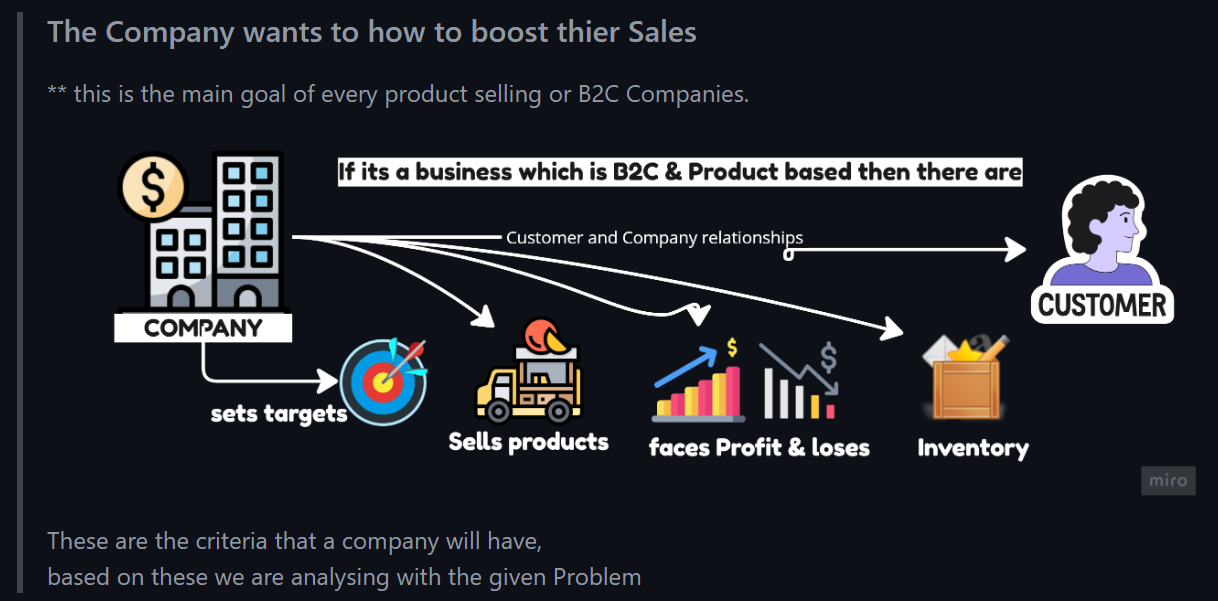 The Company wants to how to boost thier Sales
** this is the main goal of every product selling or B2C Companies.
If its a business which is B2C & Product based then there are
Customer and Company relationships
CUSTOMER
COMPANY
sets targets
Sells products
faces Profit & loses
Inventory
miro
These are the criteria that a company will have,
based on these we are analysing with the given Problem